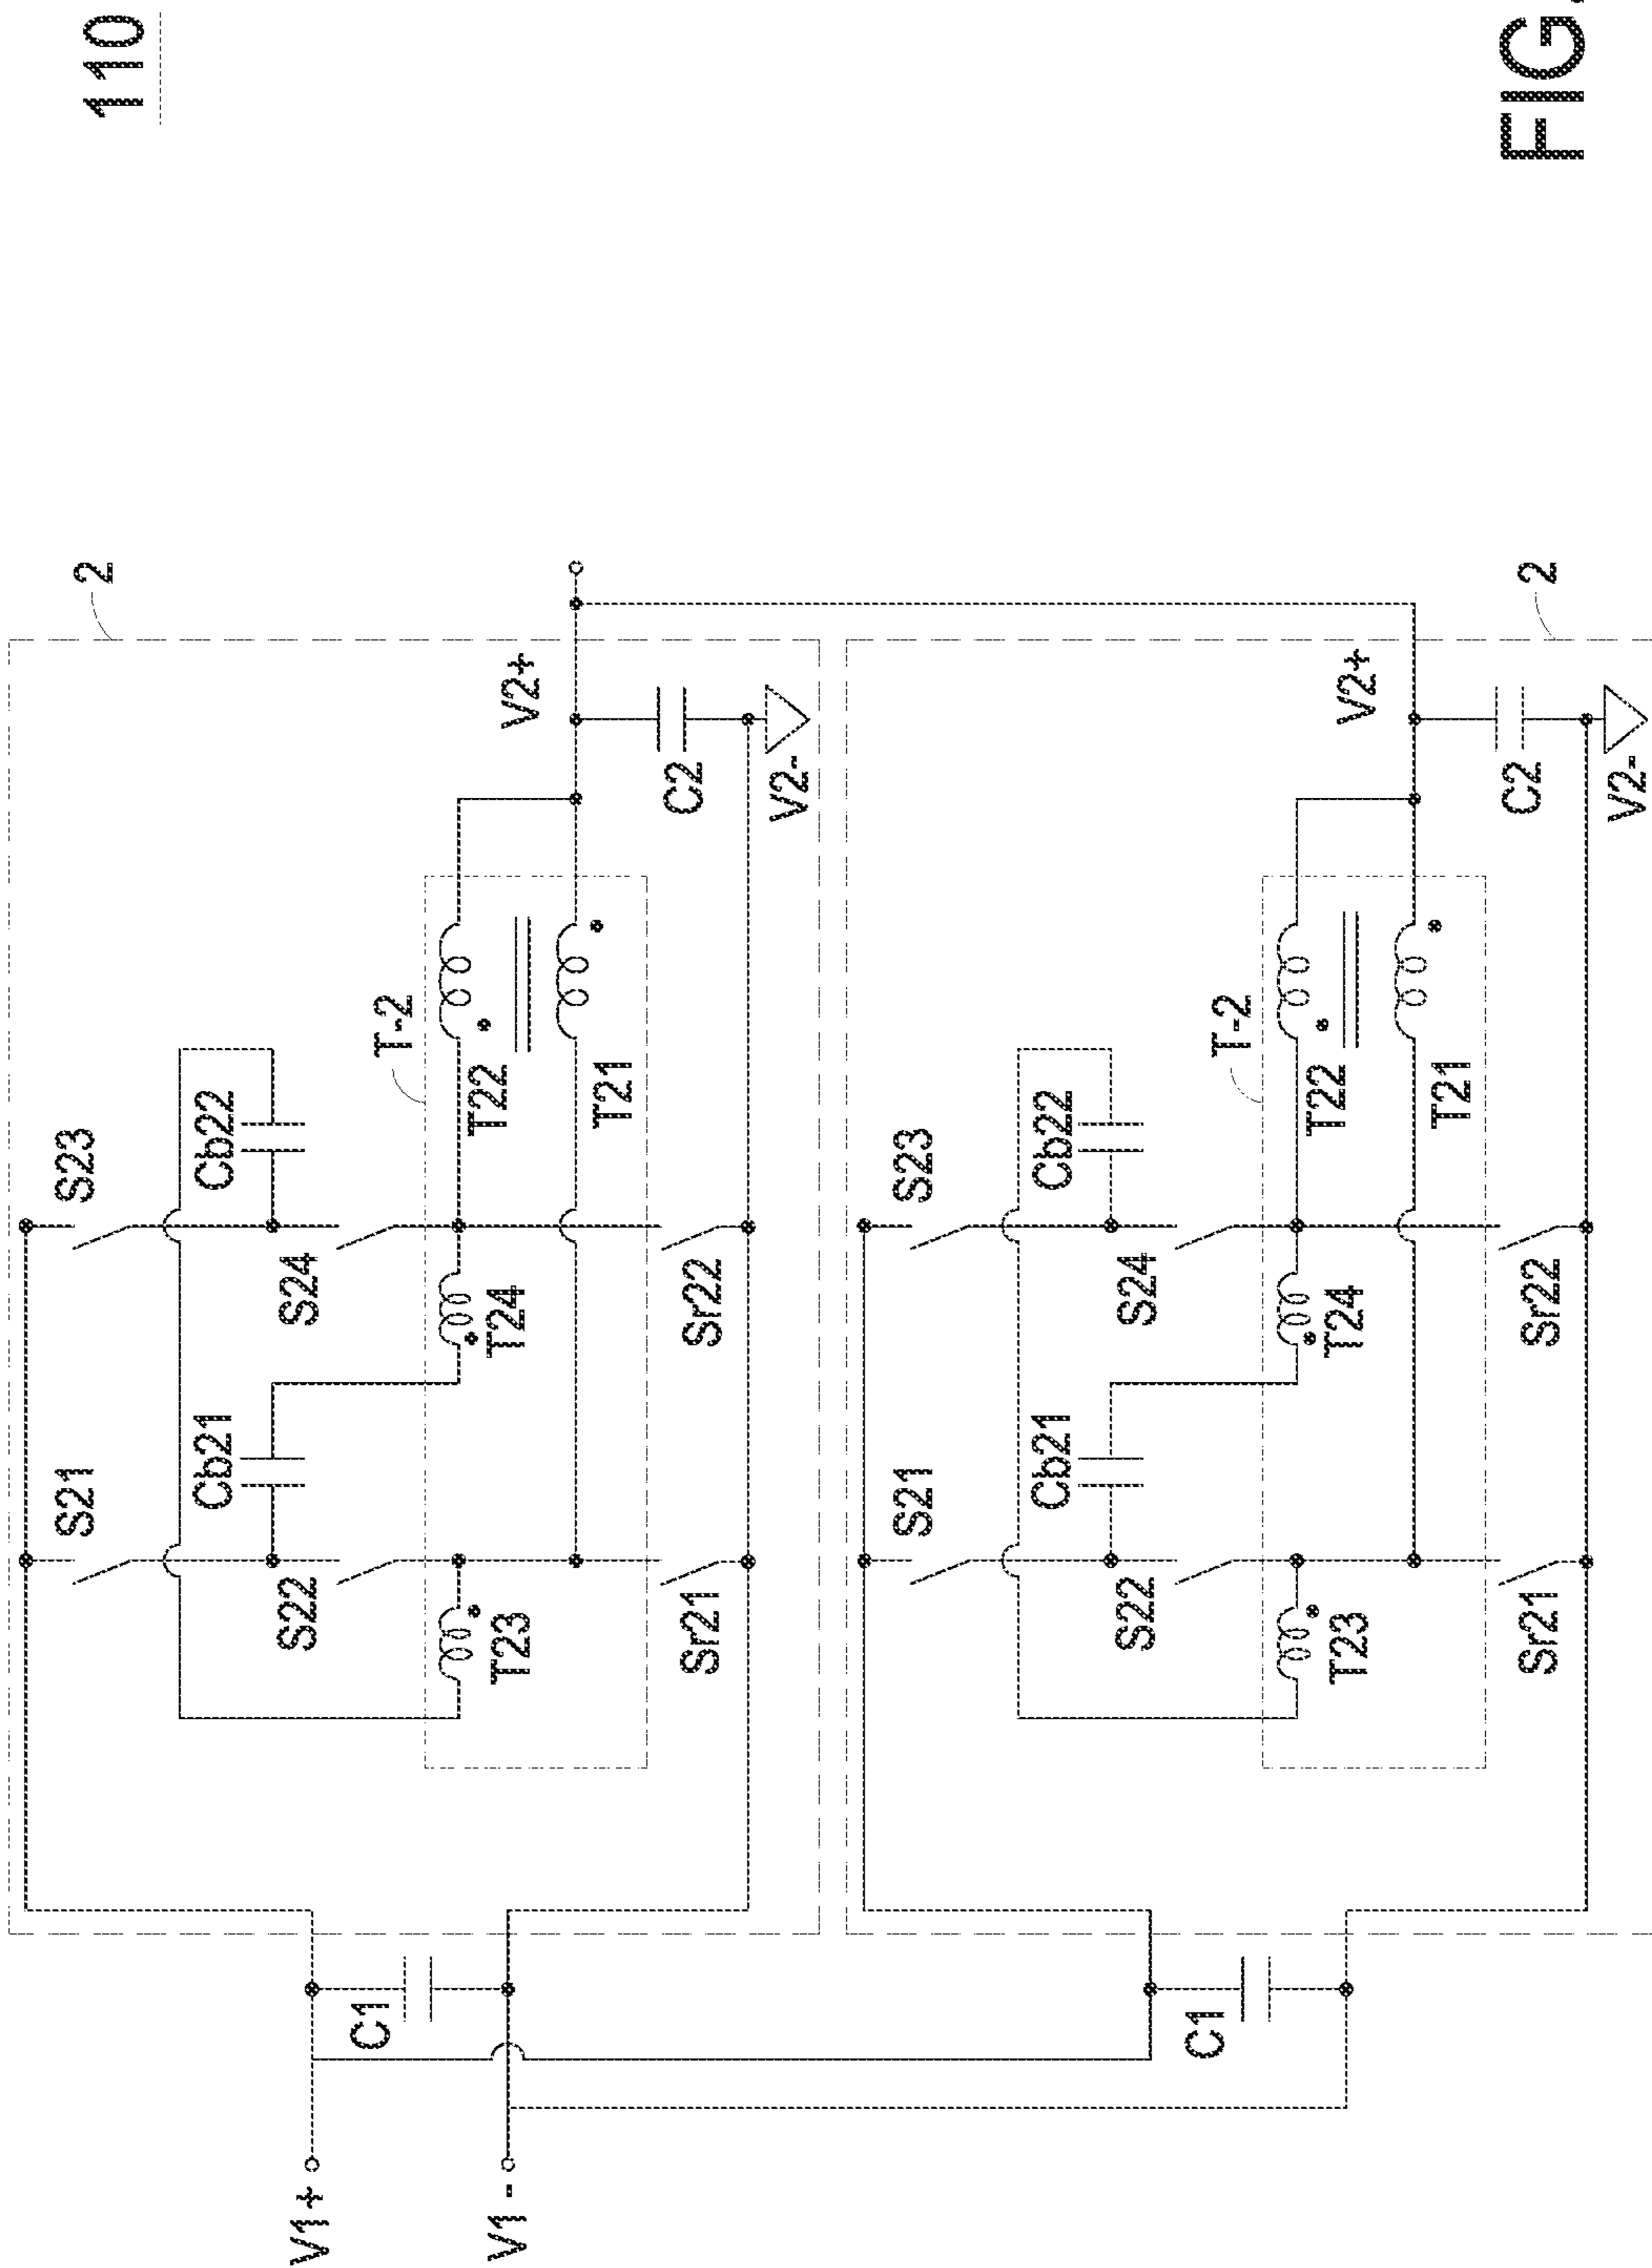 110
2
V1+
V1 -
C1
S21
S23
Cb21
Cb22
S22
S24
T-2
T23
T24
T22
T21
Sr21
Sr22
V2+
C2
V2-
2
C1
S21
S23
Cb21
Cb22
S22
S24
T-2
T23
T24
T22
T21
Sr21
Sr22
V2+
C2
V2-
FIG.